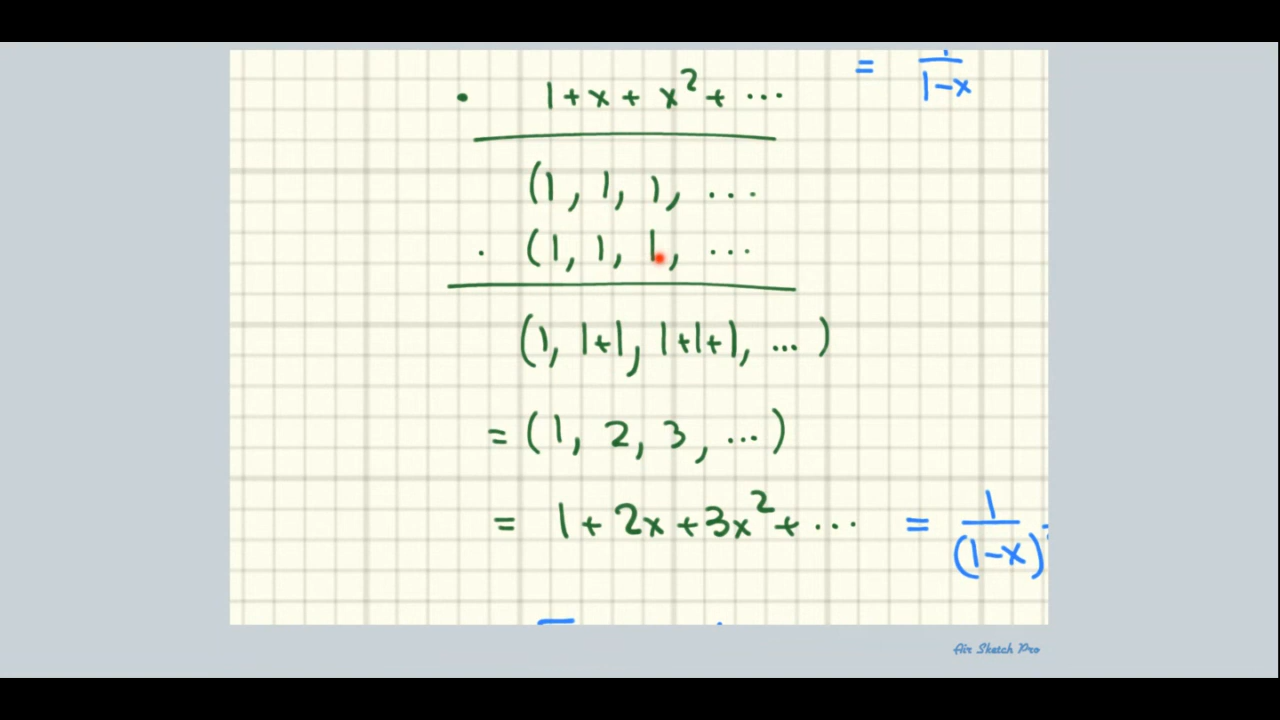 • 1+x+x²+⋯ = 1/(1-x)
(1, 1, 1, ⋯
· (1, 1, 1, ⋯
(1, 1+1, 1+1+1, ⋯)
= (1, 2, 3, ⋯)
= 1+2x+3x²+⋯ = 1/(1-x)
Air Sketch Pro